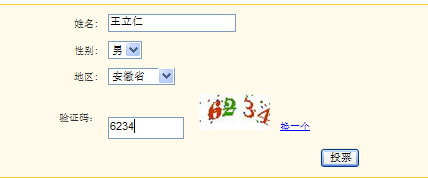 姓名： 王立仁
性别： 男
地区： 安徽省
验证码： 6234 6234 换一个
投票